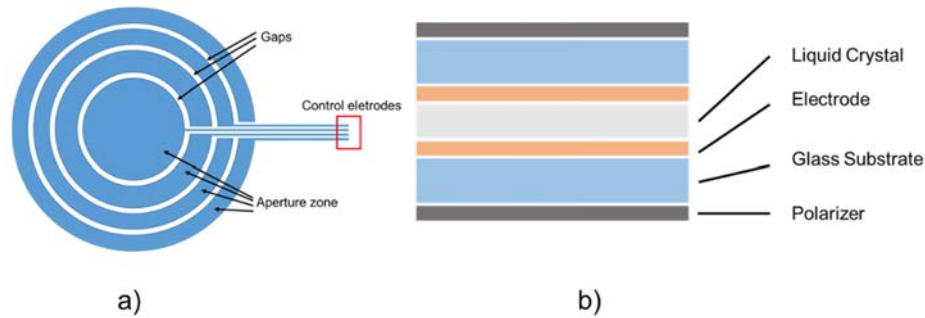 Gaps
Control eletrodes
Aperture zone
a)
Liquid Crystal
Electrode
Glass Substrate
Polarizer
b)